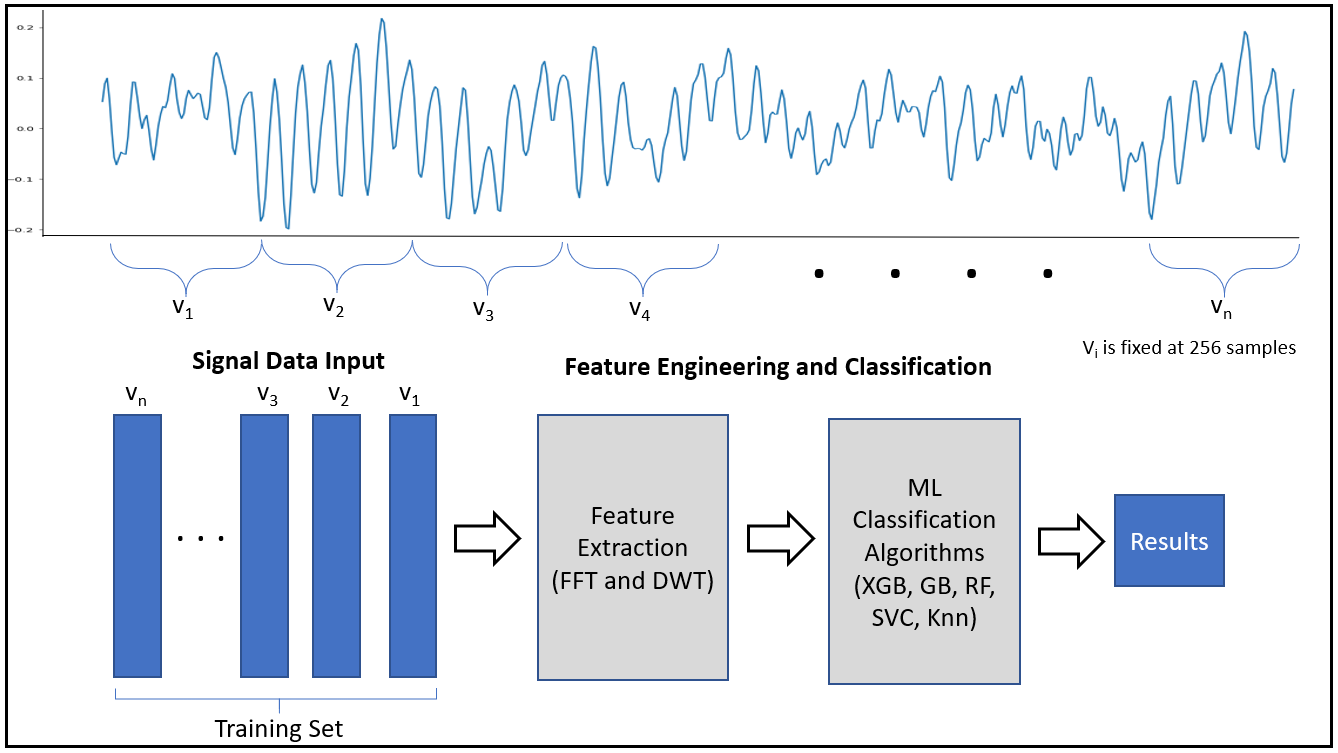 0.2
0.1
0.0
−0.1
−0.2
v1
v2
v3
v4
vn
Vi is fixed at 256 samples
Signal Data Input
Feature Engineering and Classification
vn
v3
v2
v1
. . .
Feature
Extraction
(FFT and DWT)
ML
Classification
Algorithms
(XGB, GB, RF,
SVC, Knn)
Results
Training Set